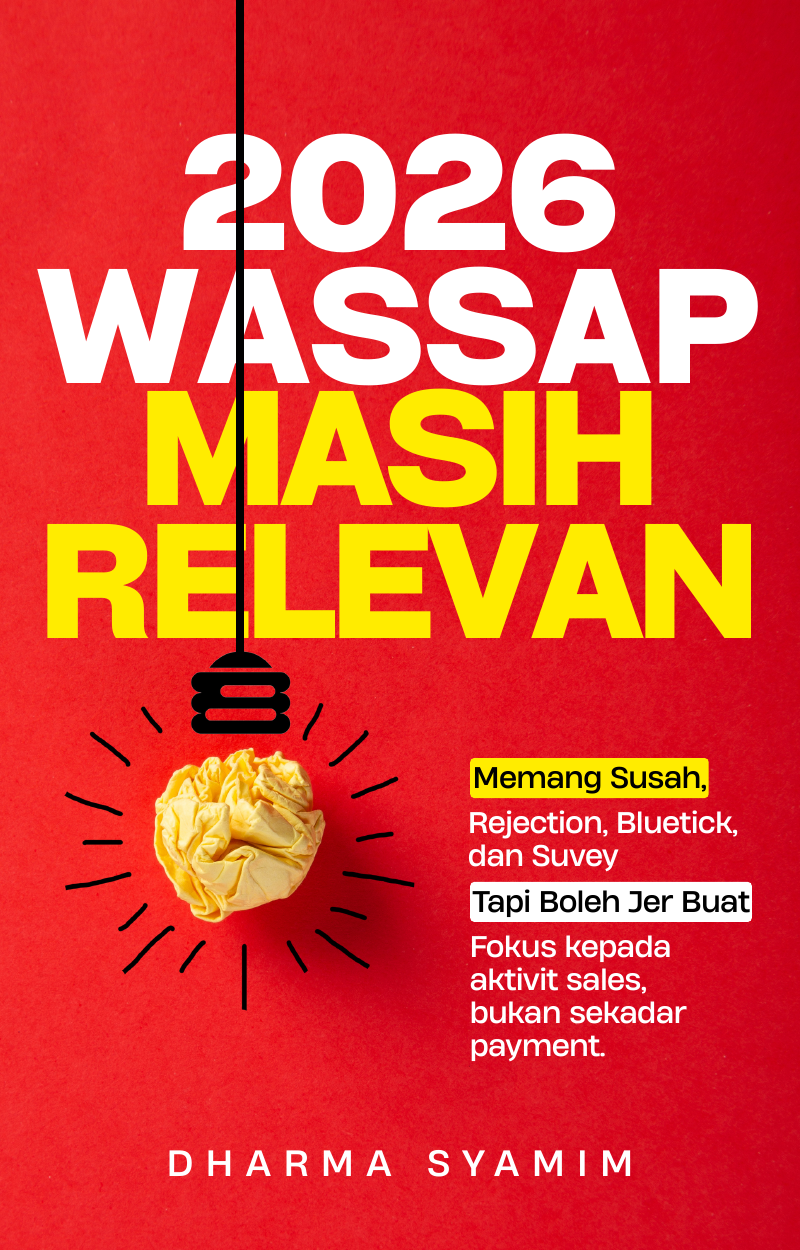 2026
WASSAP
MASIH
RELEVAN
Memang Susah,
Rejection, Bluetick,
dan Suvey
Tapi Boleh Jer Buat
Fokus kepada
aktivit sales,
bukan sekadar
payment.
DHARMA SYAMIM